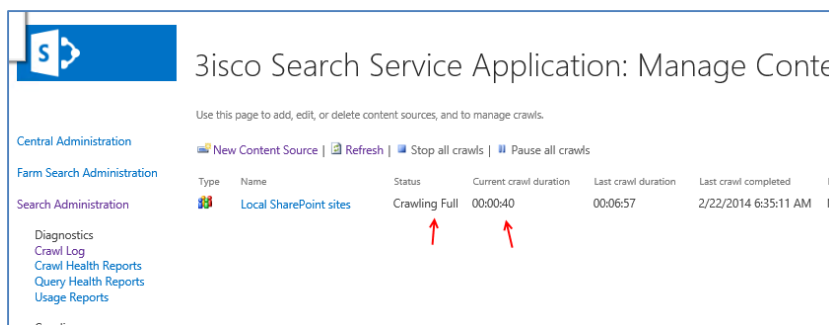 S
3isco Search Service Application: Manage Conte
Use this page to add, edit, or delete content sources, and to manage crawls.
Central Administration
New Content Source | Refresh | Stop all crawls | Pause all crawls
Farm Search Administration
Type Name Status Current crawl duration Last crawl duration Last crawl completed
Search Administration
Local SharePoint sites Crawling Full 00:00:40 00:06:57 2/22/2014 6:35:11 AM
Diagnostics
Crawl Log
Crawl Health Reports
Query Health Reports
Usage Reports